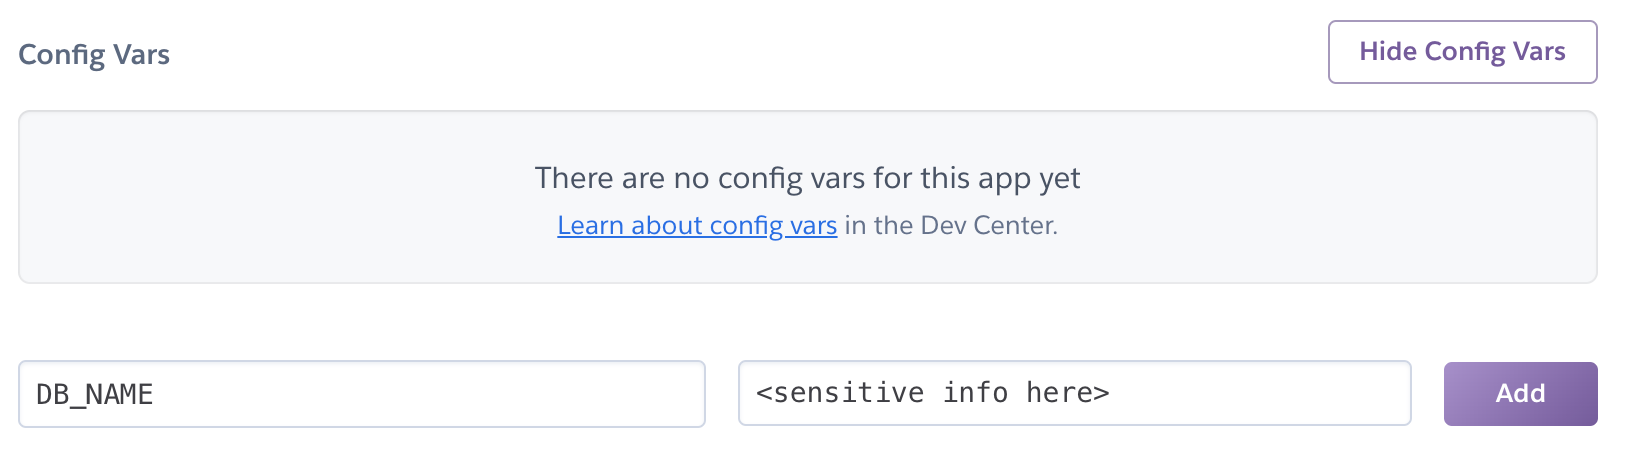 Config Vars
Hide Config Vars
There are no config vars for this app yet
Learn about config vars in the Dev Center.
DB_NAME
<sensitive info here>
Add